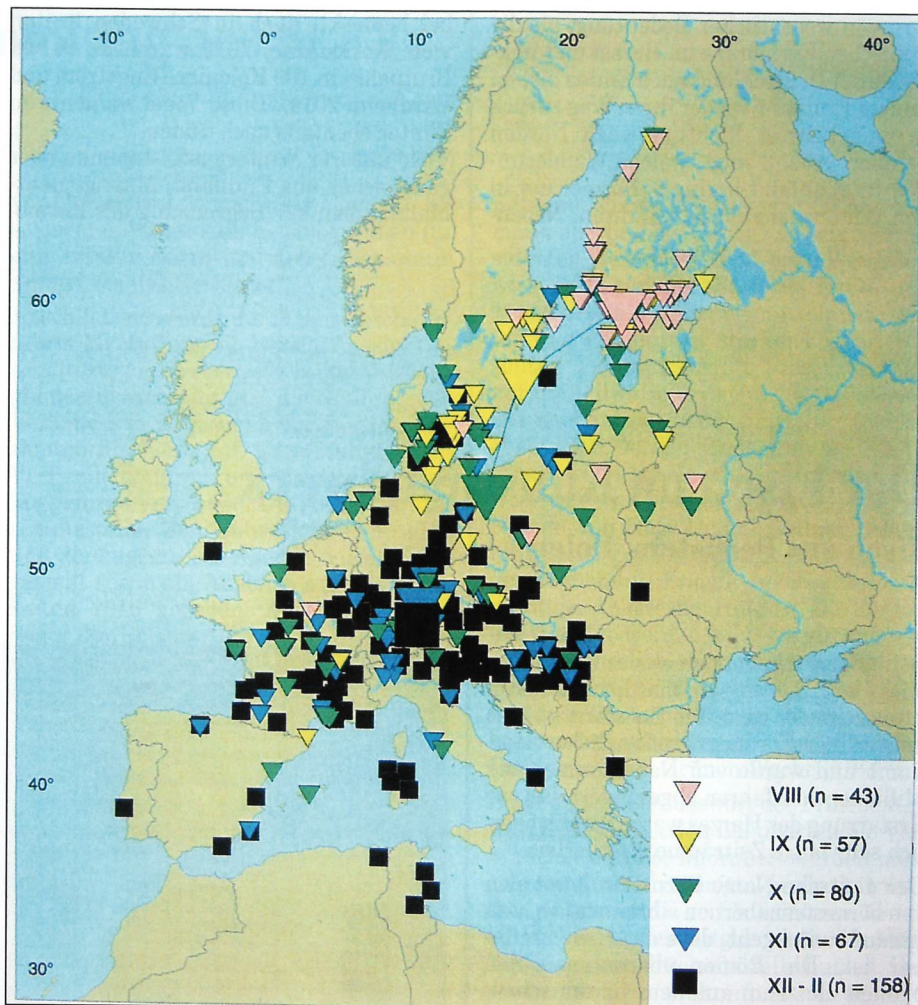 -10° 0° 10° 20° 30° 40°
60°
50°
40°
30°
VIII (n = 43)
IX (n = 57)
X (n = 80)
XI (n = 67)
XII - II (n = 158)